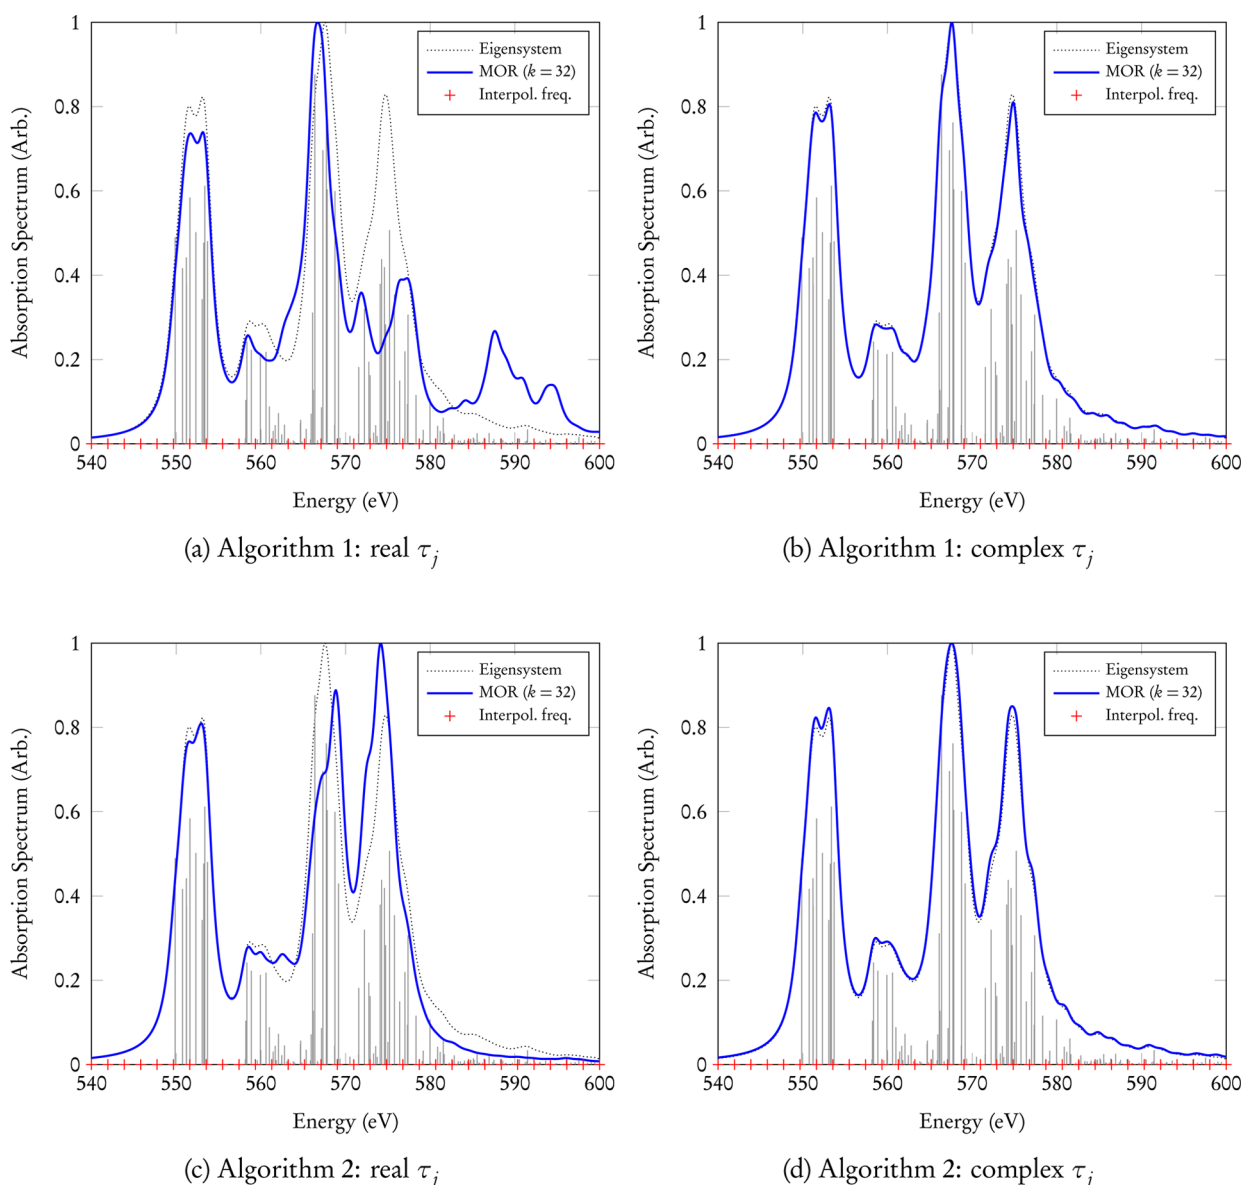 Absorption Spectrum (Arb.)
1
0.8
0.6
0.4
0.2
0
Eigensystem
MOR (k = 32)
Interpol. freq.
540 550 560 570 580 590 600
Energy (eV)
(a) Algorithm 1: real τj
Absorption Spectrum (Arb.)
1
0.8
0.6
0.4
0.2
0
Eigensystem
MOR (k = 32)
Interpol. freq.
540 550 560 570 580 590 600
Energy (eV)
(b) Algorithm 1: complex τj
Absorption Spectrum (Arb.)
1
0.8
0.6
0.4
0.2
0
Eigensystem
MOR (k = 32)
Interpol. freq.
540 550 560 570 580 590 600
Energy (eV)
(c) Algorithm 2: real τj
Absorption Spectrum (Arb.)
1
0.8
0.6
0.4
0.2
0
Eigensystem
MOR (k = 32)
Interpol. freq.
540 550 560 570 580 590 600
Energy (eV)
(d) Algorithm 2: complex τj